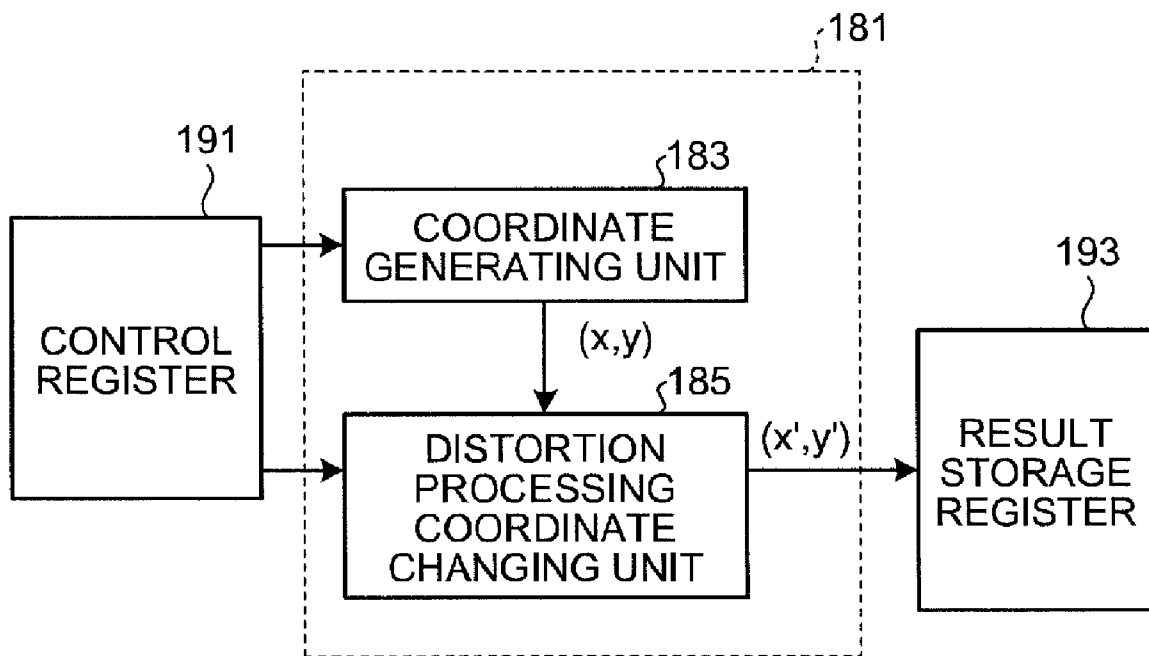 181
191
183
COORDINATE
GENERATING UNIT
193
CONTROL
REGISTER
(x,y)
185
DISTORTION
PROCESSING
COORDINATE
CHANGING UNIT
(x',y')
RESULT
STORAGE
REGISTER